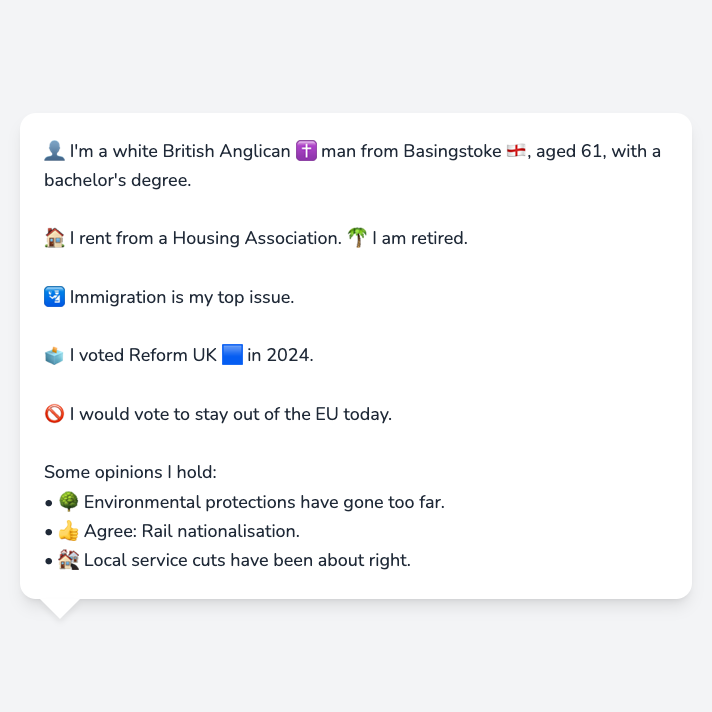 👤 I'm a white British Anglican ✝️ man from Basingstoke 🏴󠁧󠁢󠁥󠁮󠁧󠁿, aged 61, with a
bachelor's degree.
🏠 I rent from a Housing Association. 🌴 I am retired.
🛂 Immigration is my top issue.
🗳️ I voted Reform UK 🟦 in 2024.
🚫 I would vote to stay out of the EU today.
Some opinions I hold:
• 🌳 Environmental protections have gone too far.
• 👍 Agree: Rail nationalisation.
• 🏚️ Local service cuts have been about right.